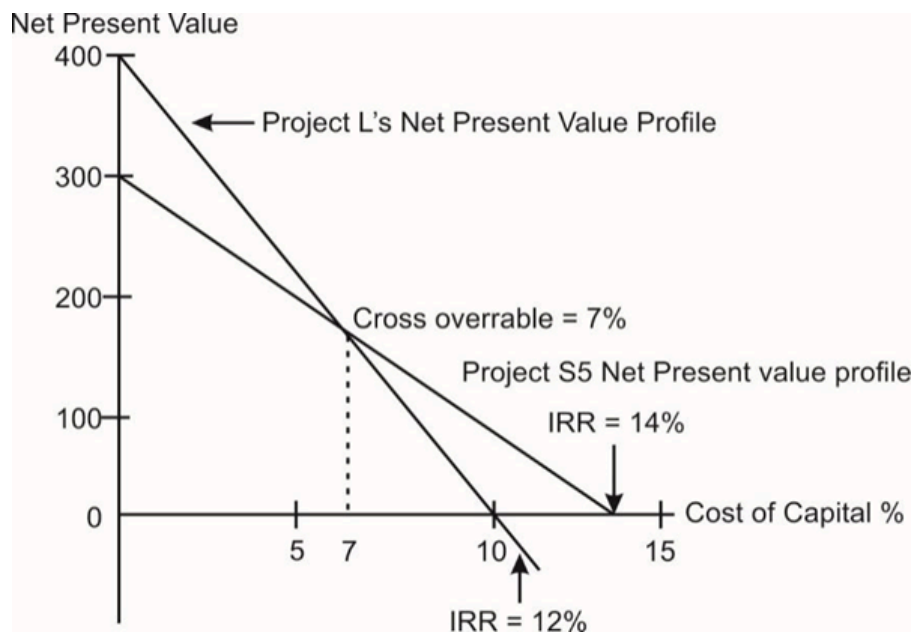 Net Present Value
400
Project L's Net Present Value Profile
300
200
Cross overrable = 7%
Project S5 Net Present value profile
100
IRR = 14%
0
Cost of Capital %
5
7
10
15
IRR = 12%